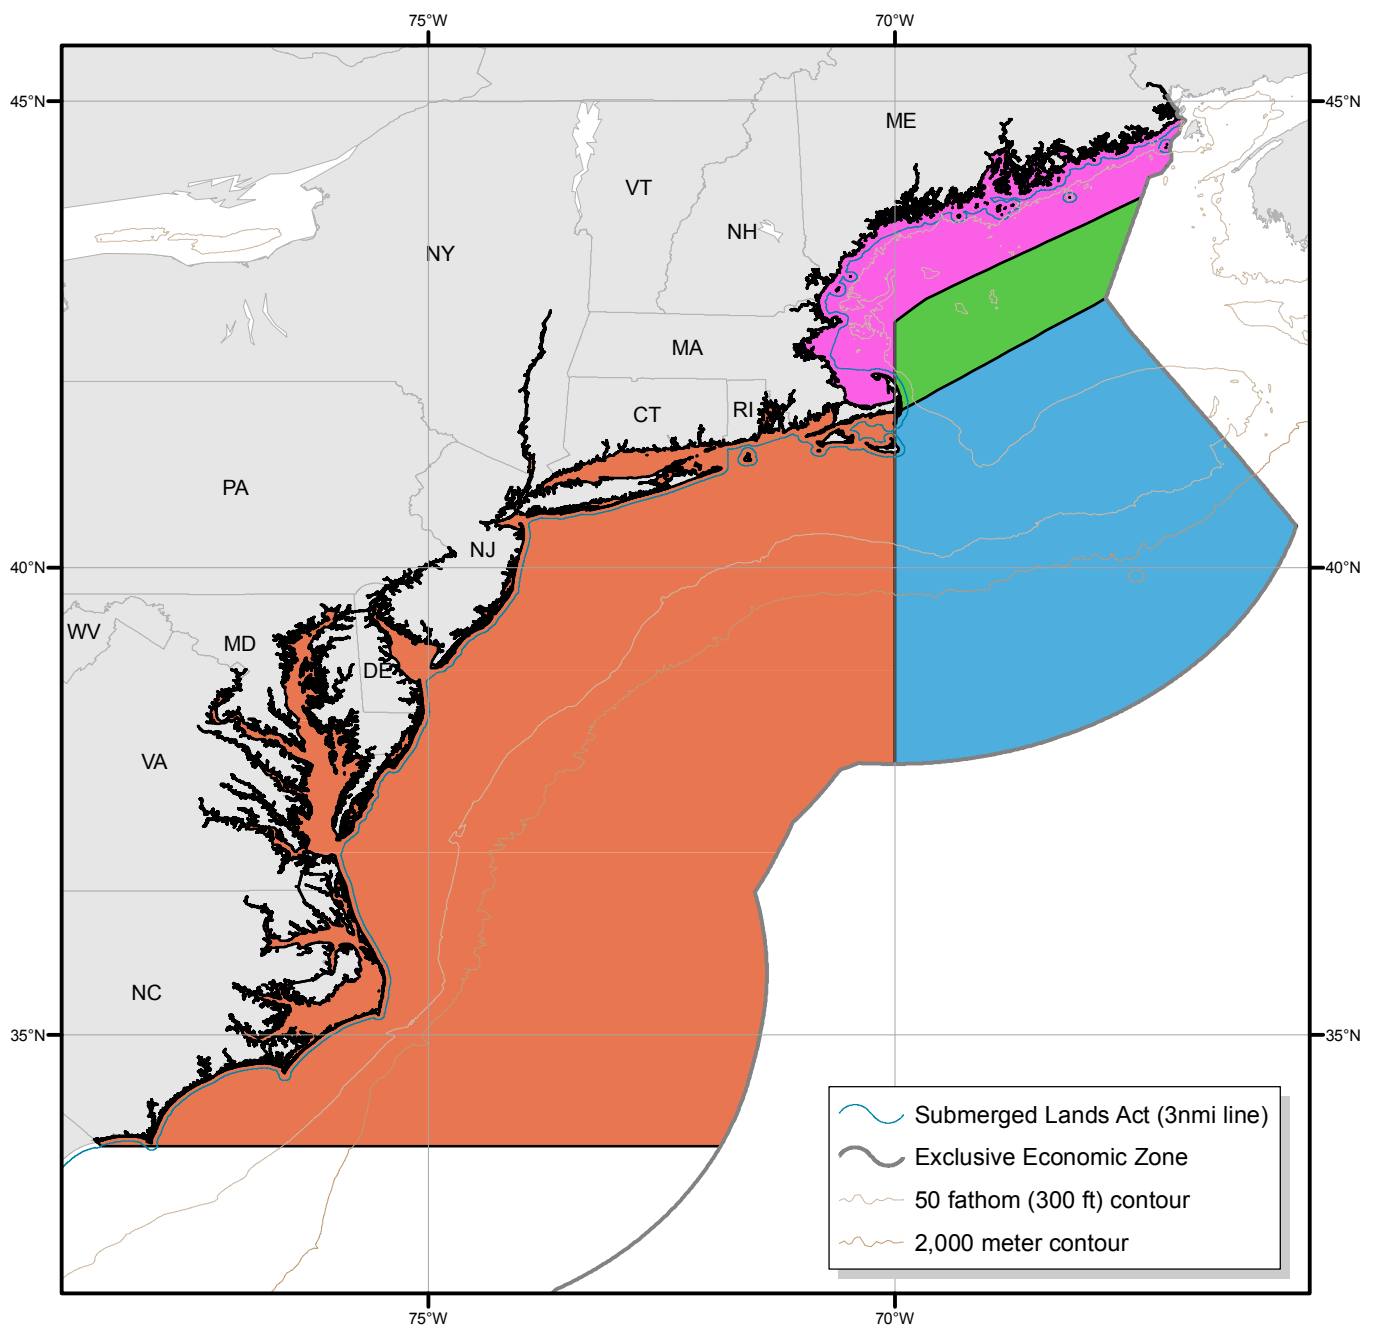 75°W 70°W
45°N 45°N
ME
VT
NH
NY
MA
RI
CT
PA
NJ
40°N 40°N
WV
MD
DE
VA
NC
35°N 35°N
Submerged Lands Act (3nmi line)
Exclusive Economic Zone
50 fathom (300 ft) contour
2,000 meter contour
75°W 70°W